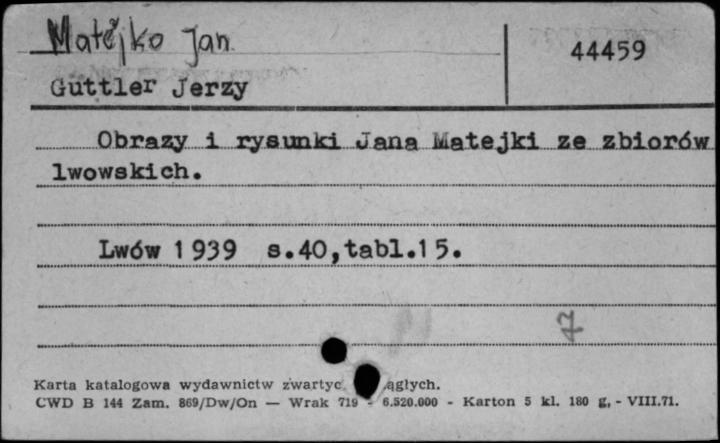 Matejko Jan
44459
Guttler Jerzy
Obrazy i rysunki Jana Matejki ze zbiorów
lwowskich.
Lwów 1939 s.40,tabl.15.
7
Karta katalogowa wydawnictw zwartyc ągłych.
CWD B 144 Zam. 869/Dw/On — Wrak 719 - 6.520.000 - Karton 5 kl. 180 g, - VIII.71.